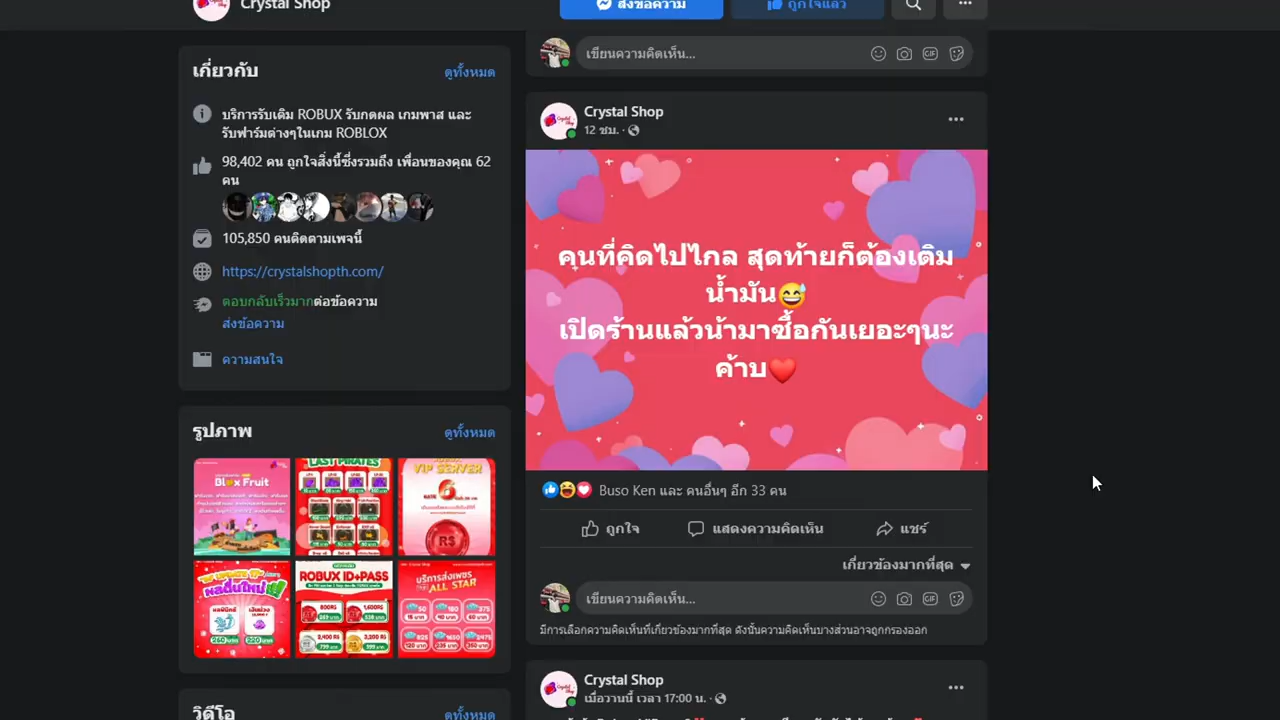 Crystal Shop
ส่งข้อความ
ถูกใจแล้ว
เกี่ยวกับ
ดูทั้งหมด
บริการรับเติม ROBUX รับกดผล เกมพาส และ
รับฟาร์มต่างๆในเกม ROBLOX
98,402 คน ถูกใจสิ่งนี้ซึ่งรวมถึง เพื่อนของคุณ 62
คน
105,850 คนติดตามเพจนี้
https://crystalshopth.com/
ตอบกลับเร็วมากต่อข้อความ
ส่งข้อความ
ความสนใจ
รูปภาพ
ดูทั้งหมด
Blox Fruit
LAST PIRATES
VIP SERVER
R$
ROBUX ID+PASS
800R$
1,600R$
ALL STAR
วิดีโอ
ดูทั้งหมด
เขียนความคิดเห็น...
GIF
Crystal Shop
12 ชม.
คนที่คิดไปไกล สุดท้ายก็ต้องเติม
น้ำมัน😅
เปิดร้านแล้วน้ามาซื้อกันเยอะๆนะ
ค้าบ❤️
Buso Ken และ คนอื่นๆ อีก 33 คน
ถูกใจ
แสดงความคิดเห็น
แชร์
เกี่ยวข้องมากที่สุด
เขียนความคิดเห็น...
GIF
มีการเลือกความคิดเห็นที่เกี่ยวข้องมากที่สุด ดังนั้นความคิดเห็นบางส่วนอาจถูกกรองออก
Crystal Shop
เมื่อวานนี้ เวลา 17:00 น.